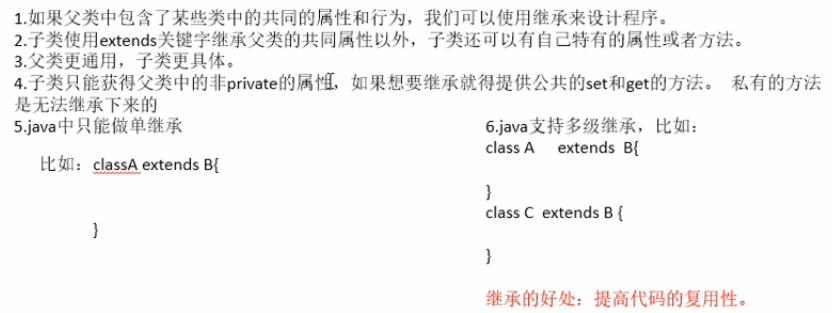 1.如果父类中包含了某些类中的共同的属性和行为，我们可以使用继承来设计程序。
2.子类使用extends关键字继承父类的共同属性以外，子类还可以有自己特有的属性或者方法。
3.父类更通用，子类更具体。
4.子类只能获得父类中的非private的属性，如果想要继承就得提供公共的set和get的方法。 私有的方法
是无法继承下来的
5.java中只能做单继承
比如：classA extends B{
}
6.java支持多级继承，比如：
class A extends B{
}
class C extends B {
}
继承的好处：提高代码的复用性。